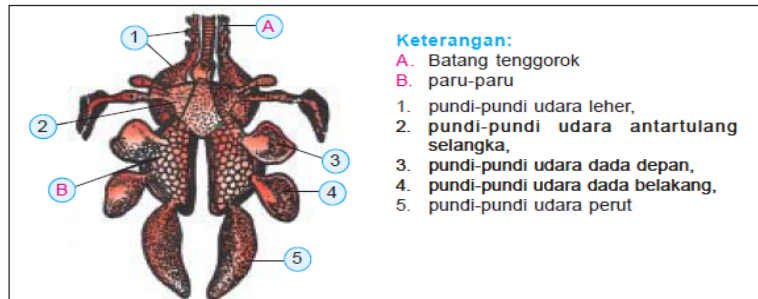 1
A
2
3
B
4
5
Keterangan:
A. Batang tenggorok
B. paru-paru
1. pundi-pundi udara leher,
2. pundi-pundi udara antartulang
selangka,
3. pundi-pundi udara dada depan,
4. pundi-pundi udara dada belakang,
5. pundi-pundi udara perut